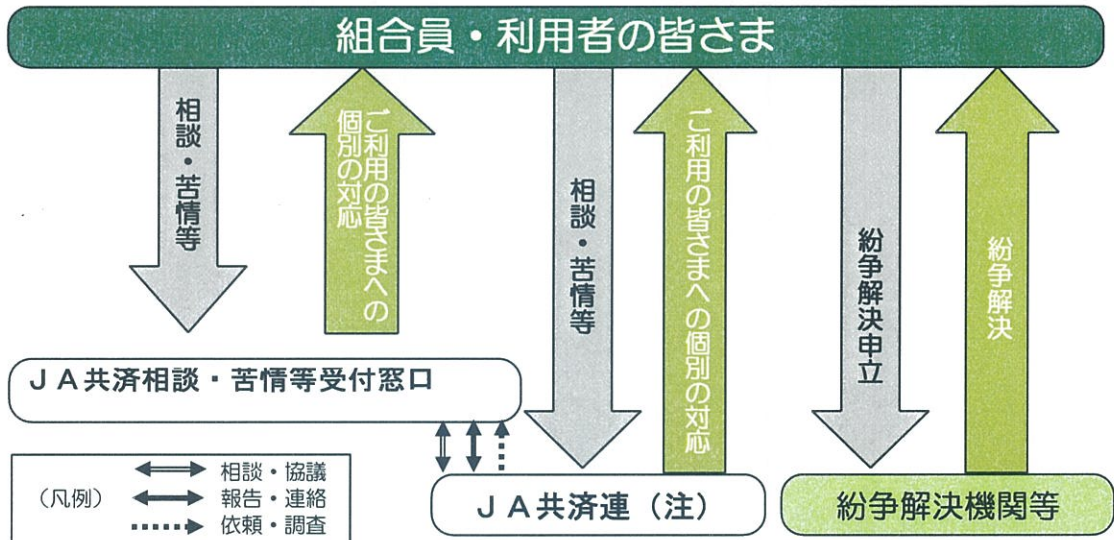 組合員・利用者の皆さま
相談・苦情等
ご利用の皆さまへの
個別の対応
相談・苦情等
ご利用の皆さまへの個別の対応
紛争解決申立
紛争解決
JA共済相談・苦情等受付窓口
(凡例)
相談・協議
報告・連絡
依頼・調査
JA共済連(注)
紛争解決機関等